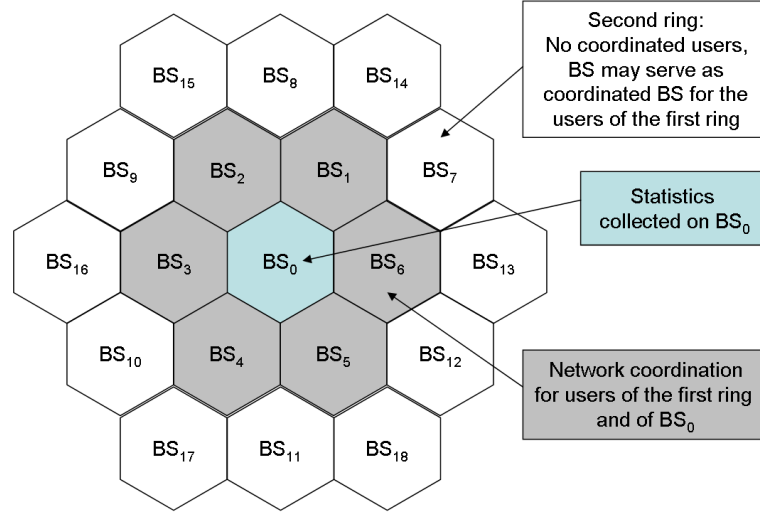 Second ring:
No coordinated users,
BS may serve as
coordinated BS for the
users of the first ring
BS15
BS8
BS14
BS9
BS2
BS1
BS7
Statistics
collected on BS0
BS16
BS3
BS0
BS6
BS13
BS10
BS4
BS5
BS12
Network coordination
for users of the first ring
and of BS0
BS17
BS11
BS18